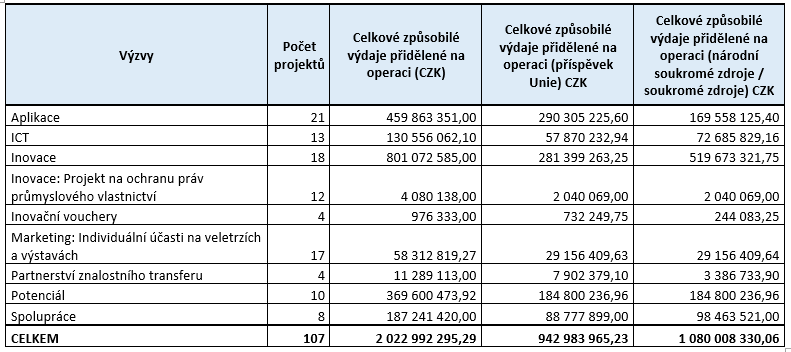 Výzvy | Počet projektů | Celkové způsobilé výdaje přidělené na operaci (CZK) | Celkové způsobilé výdaje přidělené na operaci (příspěvek Unie) CZK | Celkové způsobilé výdaje přidělené na operaci (národní soukromé zdroje / soukromé zdroje) CZK
Aplikace 21 459 863 351,00 290 305 225,60 169 558 125,40
ICT 13 130 556 062,10 57 870 232,94 72 685 829,16
Inovace 18 801 072 585,00 281 399 263,25 519 673 321,75
Inovace: Projekt na ochranu práv
průmyslového vlastnictví 12 4 080 138,00 2 040 069,00 2 040 069,00
Inovační vouchery 4 976 333,00 732 249,75 244 083,25
Marketing: Individuální účasti na veletrzích
a výstavách 17 58 312 819,27 29 156 409,63 29 156 409,64
Partnerství znalostního transferu 4 11 289 113,00 7 902 379,10 3 386 733,90
Potenciál 10 369 600 473,92 184 800 236,96 184 800 236,96
Spolupráce 8 187 241 420,00 88 777 899,00 98 463 521,00
CELKEM 107 2 022 992 295,29 942 983 965,23 1 080 008 330,06